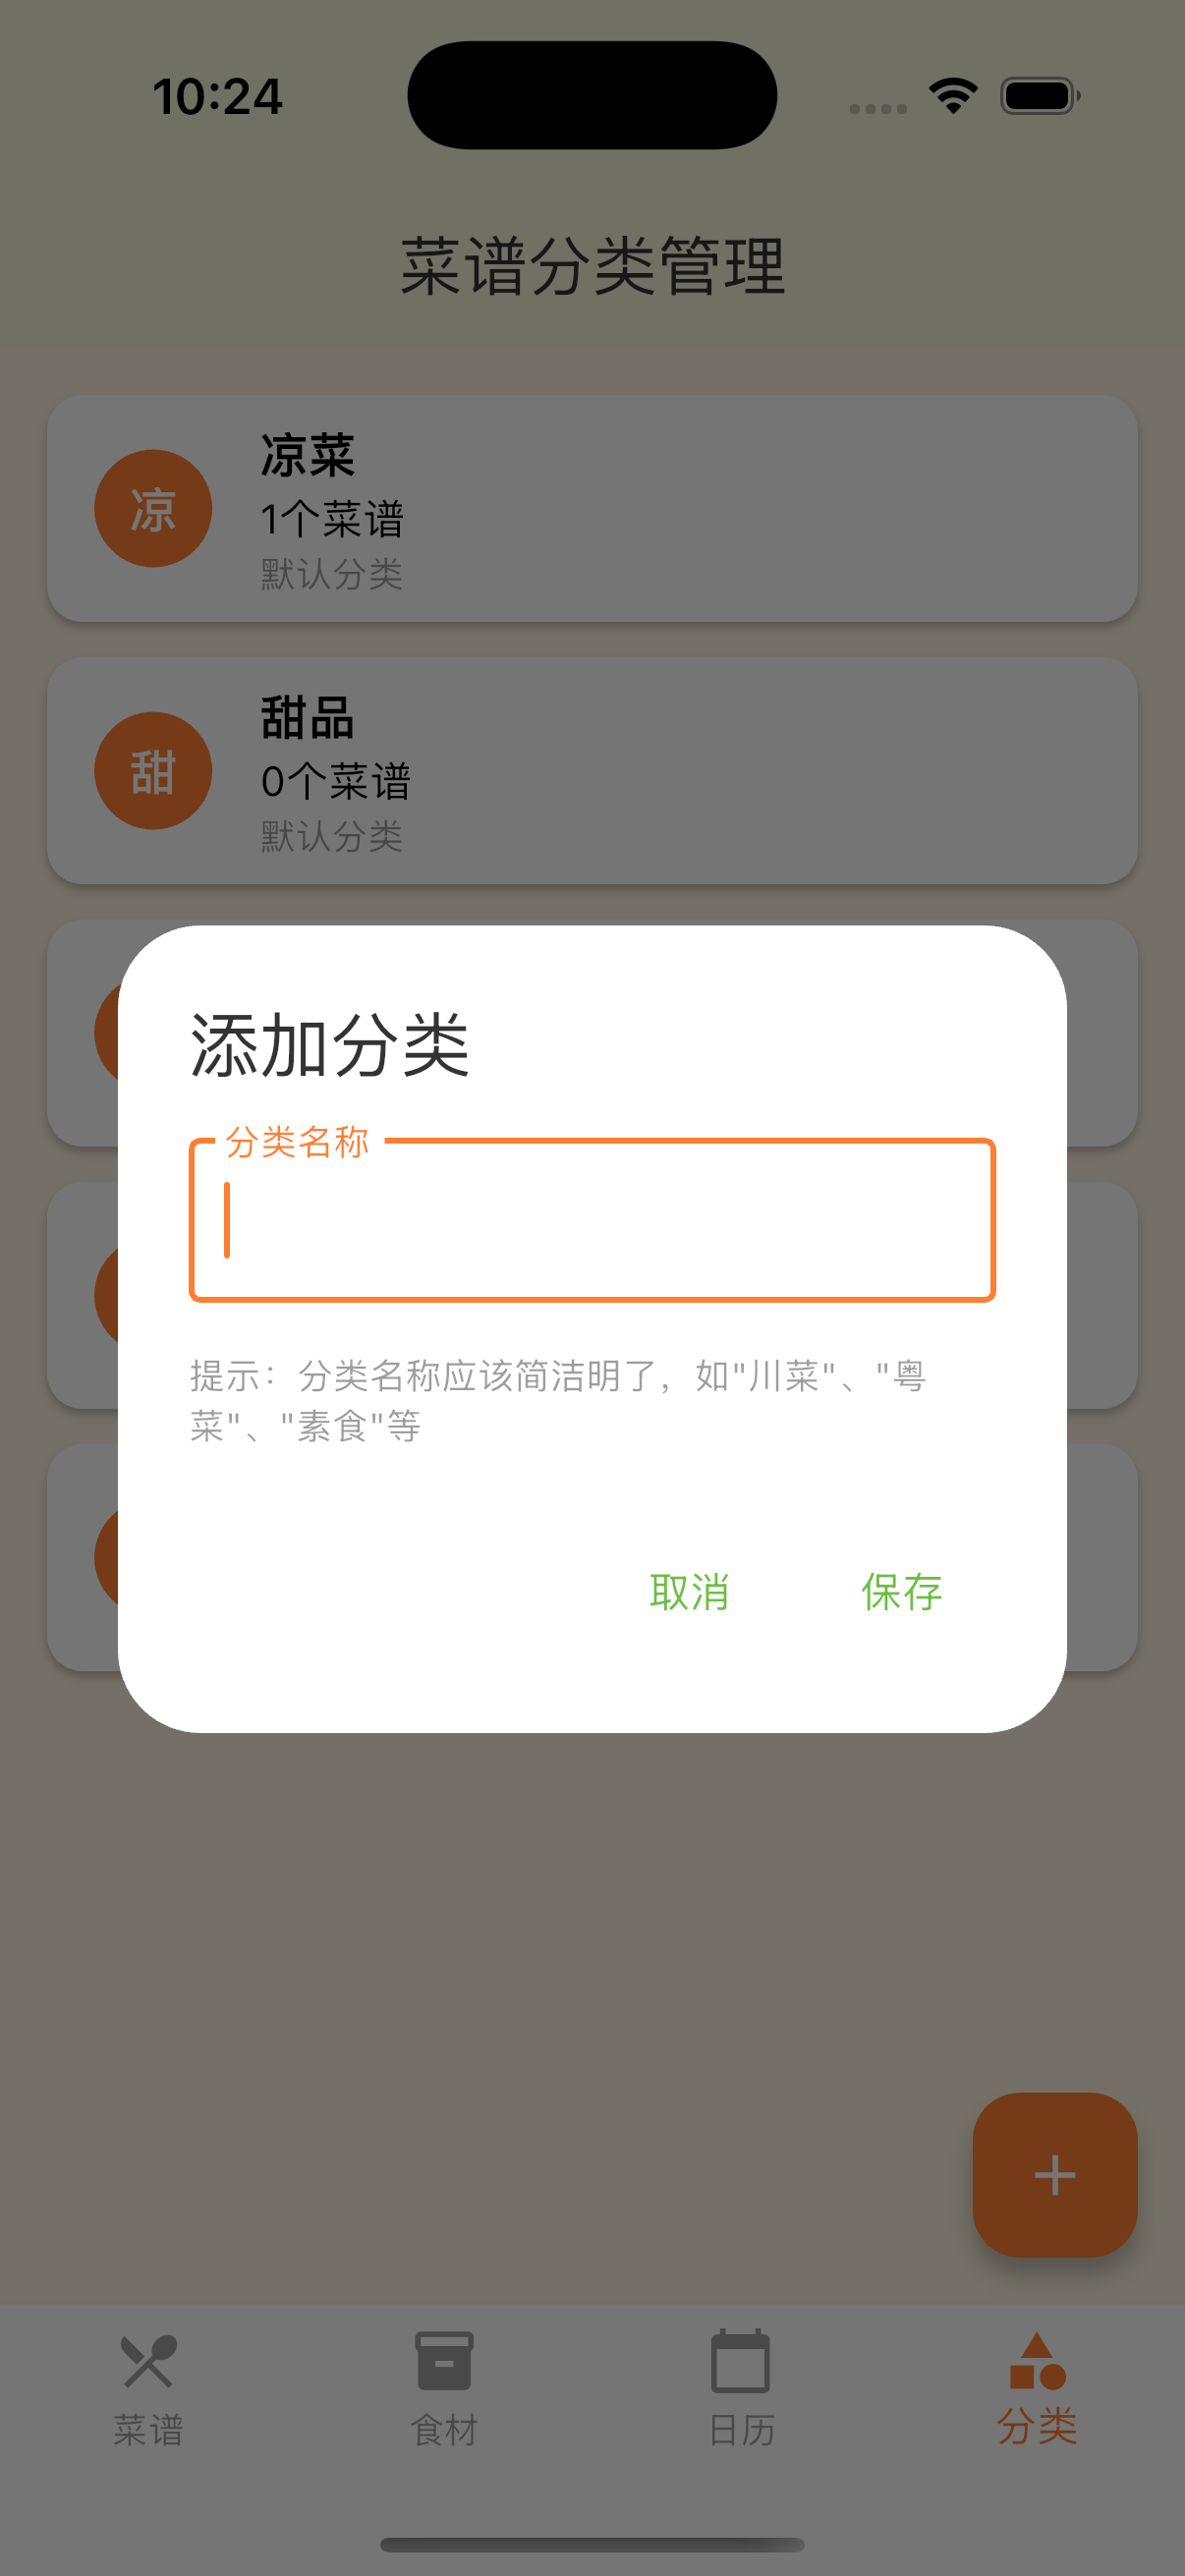 10:24
菜谱分类管理
凉
凉菜
1个菜谱
默认分类
甜
甜品
0个菜谱
默认分类
添加分类
分类名称
提示：分类名称应该简洁明了，如"川菜"、"粤
菜"、"素食"等
取消
保存
菜谱
食材
日历
分类